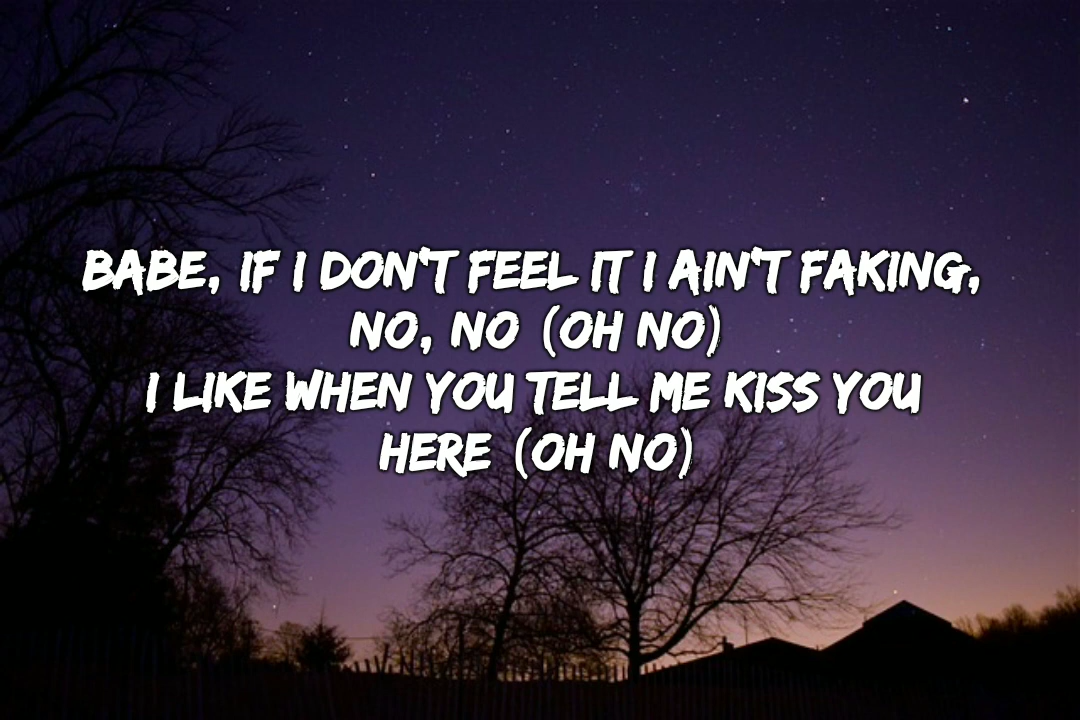 BABE, IF I DON'T FEEL IT I AIN'T FAKING,
NO, NO (OH NO)
I LIKE WHEN YOU TELL ME KISS YOU
HERE (OH NO)